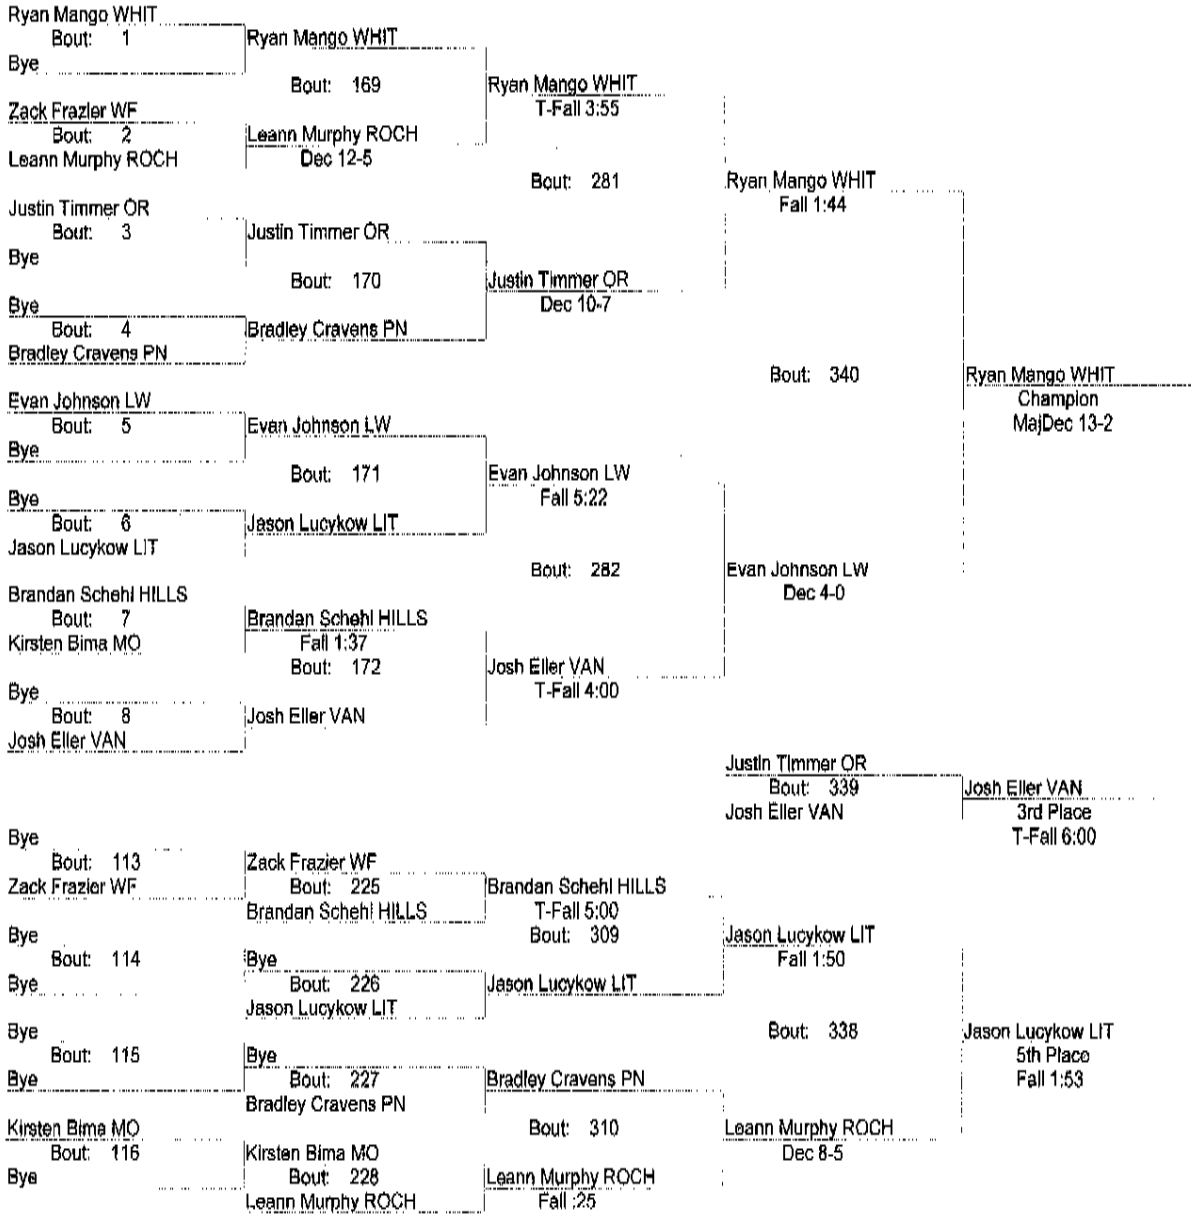 Ryan Mango WHIT
Bout: 1
Ryan Mango WHIT
Bye
Bout: 169
Ryan Mango WHIT
T-Fall 3:55
Zack Frazier WF
Bout: 2
Leann Murphy ROCH
Leann Murphy ROCH
Dec 12-5
Bout: 281
Ryan Mango WHIT
Fall 1:44
Justin Timmer OR
Bout: 3
Justin Timmer OR
Bye
Bout: 170
Justin Timmer OR
Dec 10-7
Bye
Bout: 4
Bradley Cravens PN
Bradley Cravens PN
Bout: 340
Ryan Mango WHIT
Champion
MajDec 13-2
Evan Johnson LW
Bout: 5
Evan Johnson LW
Bye
Bout: 171
Evan Johnson LW
Fall 5:22
Bye
Bout: 6
Jason Lucykow LIT
Jason Lucykow LIT
Bout: 282
Evan Johnson LW
Dec 4-0
Brandan Schehl HILLS
Bout: 7
Brandan Schehl HILLS
Kirsten Bima MO
Fall 1:37
Bout: 172
Josh Eller VAN
T-Fall 4:00
Bye
Bout: 8
Josh Eller VAN
Josh Eller VAN
Justin Timmer OR
Bout: 339
Josh Eller VAN
Josh Eller VAN
3rd Place
T-Fall 6:00
Bye
Bout: 113
Zack Frazier WF
Zack Frazier WF
Bout: 225
Brandan Schehl HILLS
Brandan Schehl HILLS
T-Fall 5:00
Bye
Bout: 309
Jason Lucykow LIT
Fall 1:50
Bout: 114
Bye
Bye
Bout: 226
Jason Lucykow LIT
Jason Lucykow LIT
Bye
Bout: 338
Jason Lucykow LIT
5th Place
Fall 1:53
Bout: 115
Bye
Bye
Bout: 227
Bradley Cravens PN
Bradley Cravens PN
Kirsten Bima MO
Bout: 310
Leann Murphy ROCH
Dec 8-5
Bout: 116
Kirsten Bima MO
Bye
Bout: 228
Leann Murphy ROCH
Fall :25
Leann Murphy ROCH